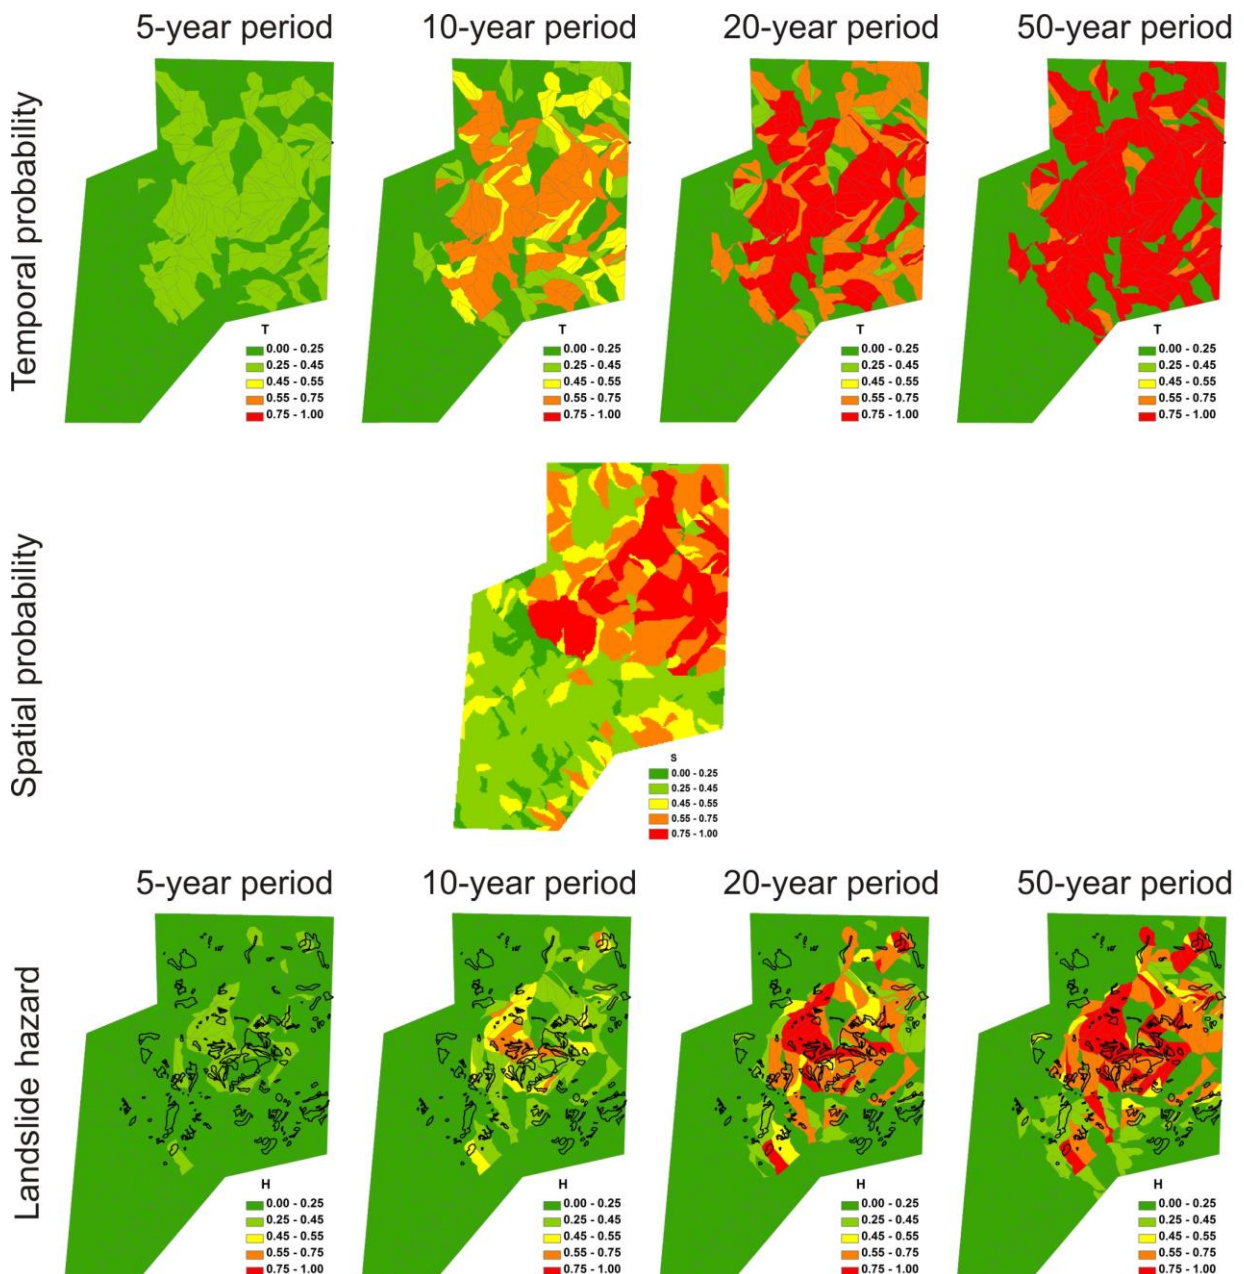 5-year period
10-year period
20-year period
50-year period
Temporal probability
T
0.00 - 0.25
0.25 - 0.45
0.45 - 0.55
0.55 - 0.75
0.75 - 1.00
T
0.00 - 0.25
0.25 - 0.45
0.45 - 0.55
0.55 - 0.75
0.75 - 1.00
T
0.00 - 0.25
0.25 - 0.45
0.45 - 0.55
0.55 - 0.75
0.75 - 1.00
T
0.00 - 0.25
0.25 - 0.45
0.45 - 0.55
0.55 - 0.75
0.75 - 1.00
Spatial probability
S
0.00 - 0.25
0.25 - 0.45
0.45 - 0.55
0.55 - 0.75
0.75 - 1.00
5-year period
10-year period
20-year period
50-year period
Landslide hazard
H
0.00 - 0.25
0.25 - 0.45
0.45 - 0.55
0.55 - 0.75
0.75 - 1.00
H
0.00 - 0.25
0.25 - 0.45
0.45 - 0.55
0.55 - 0.75
0.75 - 1.00
H
0.00 - 0.25
0.25 - 0.45
0.45 - 0.55
0.55 - 0.75
0.75 - 1.00
H
0.00 - 0.25
0.25 - 0.45
0.45 - 0.55
0.55 - 0.75
0.75 - 1.00